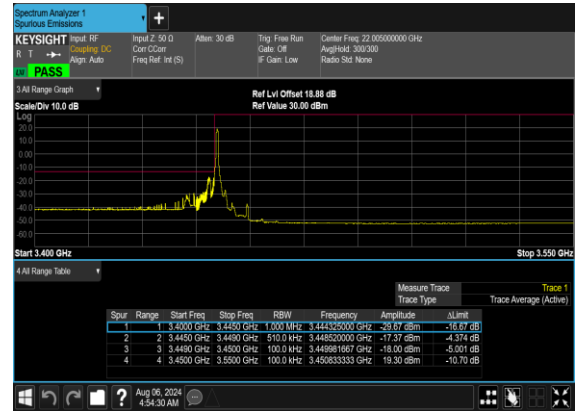 Spectrum Analyzer 1
Spurious Emissions
KEYSIGHT
R T
Input: RF
Coupling: DC
Align: Auto
Input Z: 50 Ω
Corr CCorr
Freq Ref: Int (S)
Atten: 30 dB
Trig: Free Run
Gate: Off
IF Gain: Low
Center Freq: 22.005000000 GHz
Avg|Hold: 300/300
Radio Std: None
PASS
3 All Range Graph
Scale/Div 10.0 dB
Ref Lvl Offset 18.88 dB
Ref Value 30.00 dBm
Log
20.0
10.0
0.00
-10.0
-20.0
-30.0
-40.0
-50.0
-60.0
Start 3.400 GHz
Stop 3.550 GHz
4 All Range Table
Measure Trace Trace 1
Trace Type Trace Average (Active)
Spur Range Start Freq Stop Freq RBW Frequency Amplitude ΔLimit
1 1 3.4000 GHz 3.4450 GHz 1.000 MHz 3.444325000 GHz -29.67 dBm -16.67 dB
2 2 3.4450 GHz 3.4490 GHz 510.0 kHz 3.448520000 GHz -17.37 dBm -4.374 dB
3 3 3.4490 GHz 3.4500 GHz 100.0 kHz 3.449981667 GHz -18.00 dBm -5.001 dB
4 4 3.4500 GHz 3.5500 GHz 100.0 kHz 3.450833333 GHz 19.30 dBm -10.70 dB
?
Aug 06, 2024
4:54:30 AM